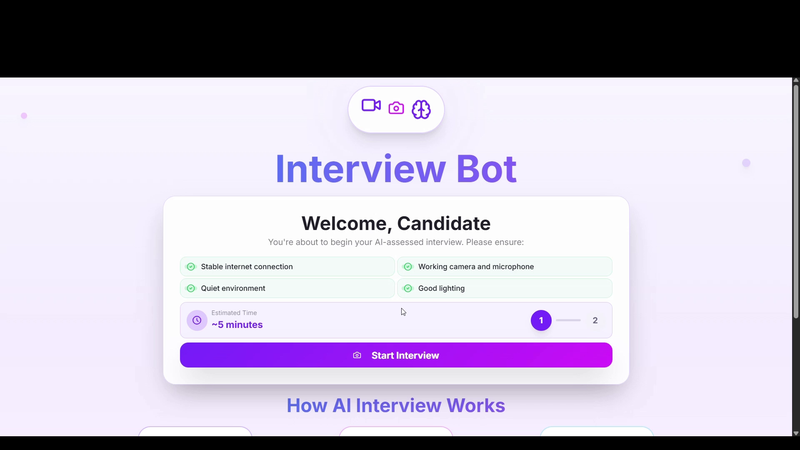 Interview Bot
Welcome, Candidate
You're about to begin your AI-assessed interview. Please ensure:
Stable internet connection
Working camera and microphone
Quiet environment
Good lighting
Estimated Time
~5 minutes
1
2
Start Interview
How AI Interview Works